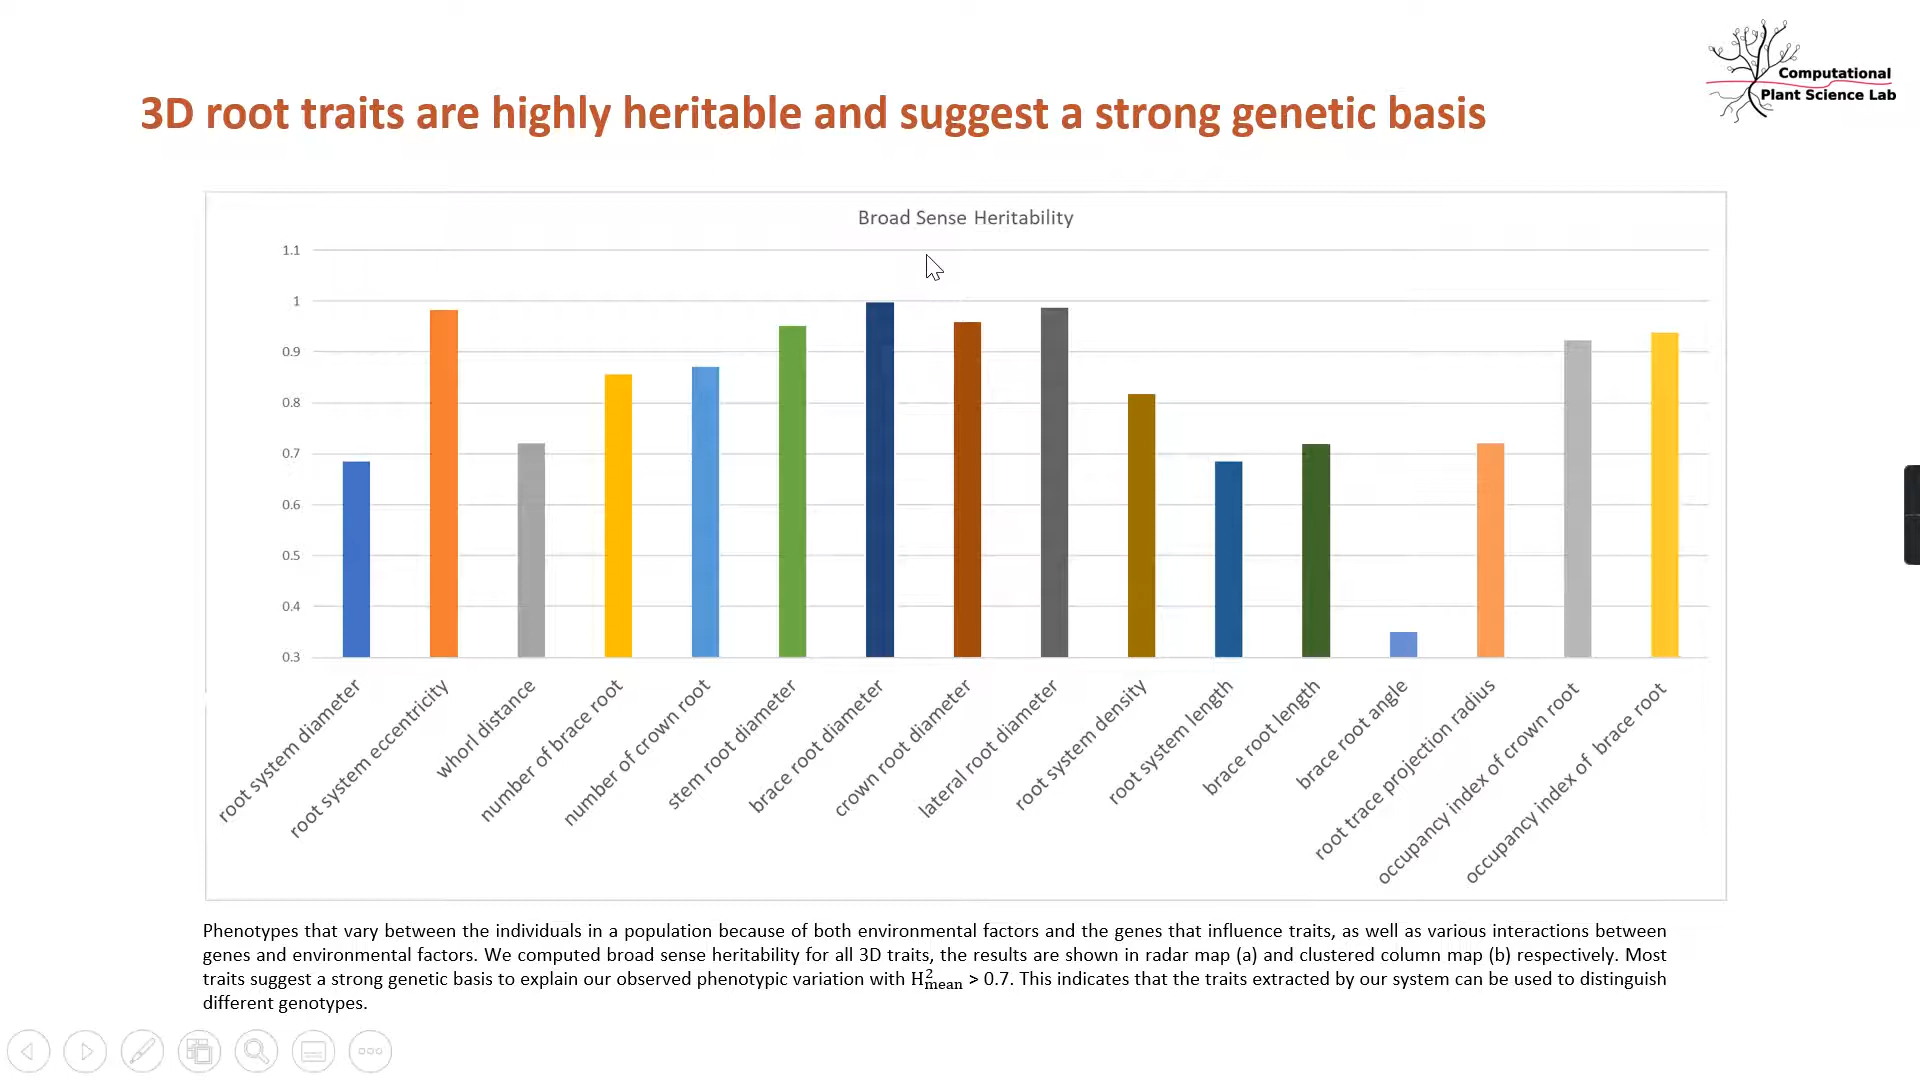 Computational
Plant Science Lab
3D root traits are highly heritable and suggest a strong genetic basis
Broad Sense Heritability
1.1
1
0.9
0.8
0.7
0.6
0.5
0.4
0.3
root system diameter
root system eccentricity
whorl distance
number of brace root
number of crown root
stem root diameter
brace root diameter
crown root diameter
lateral root diameter
root system density
root system length
brace root length
brace root angle
root trace projection radius
occupancy index of crown root
occupancy index of brace root
Phenotypes that vary between the individuals in a population because of both environmental factors and the genes that influence traits, as well as various interactions between
genes and environmental factors. We computed broad sense heritability for all 3D traits, the results are shown in radar map (a) and clustered column map (b) respectively. Most
traits suggest a strong genetic basis to explain our observed phenotypic variation with H²mean > 0.7. This indicates that the traits extracted by our system can be used to distinguish
different genotypes.